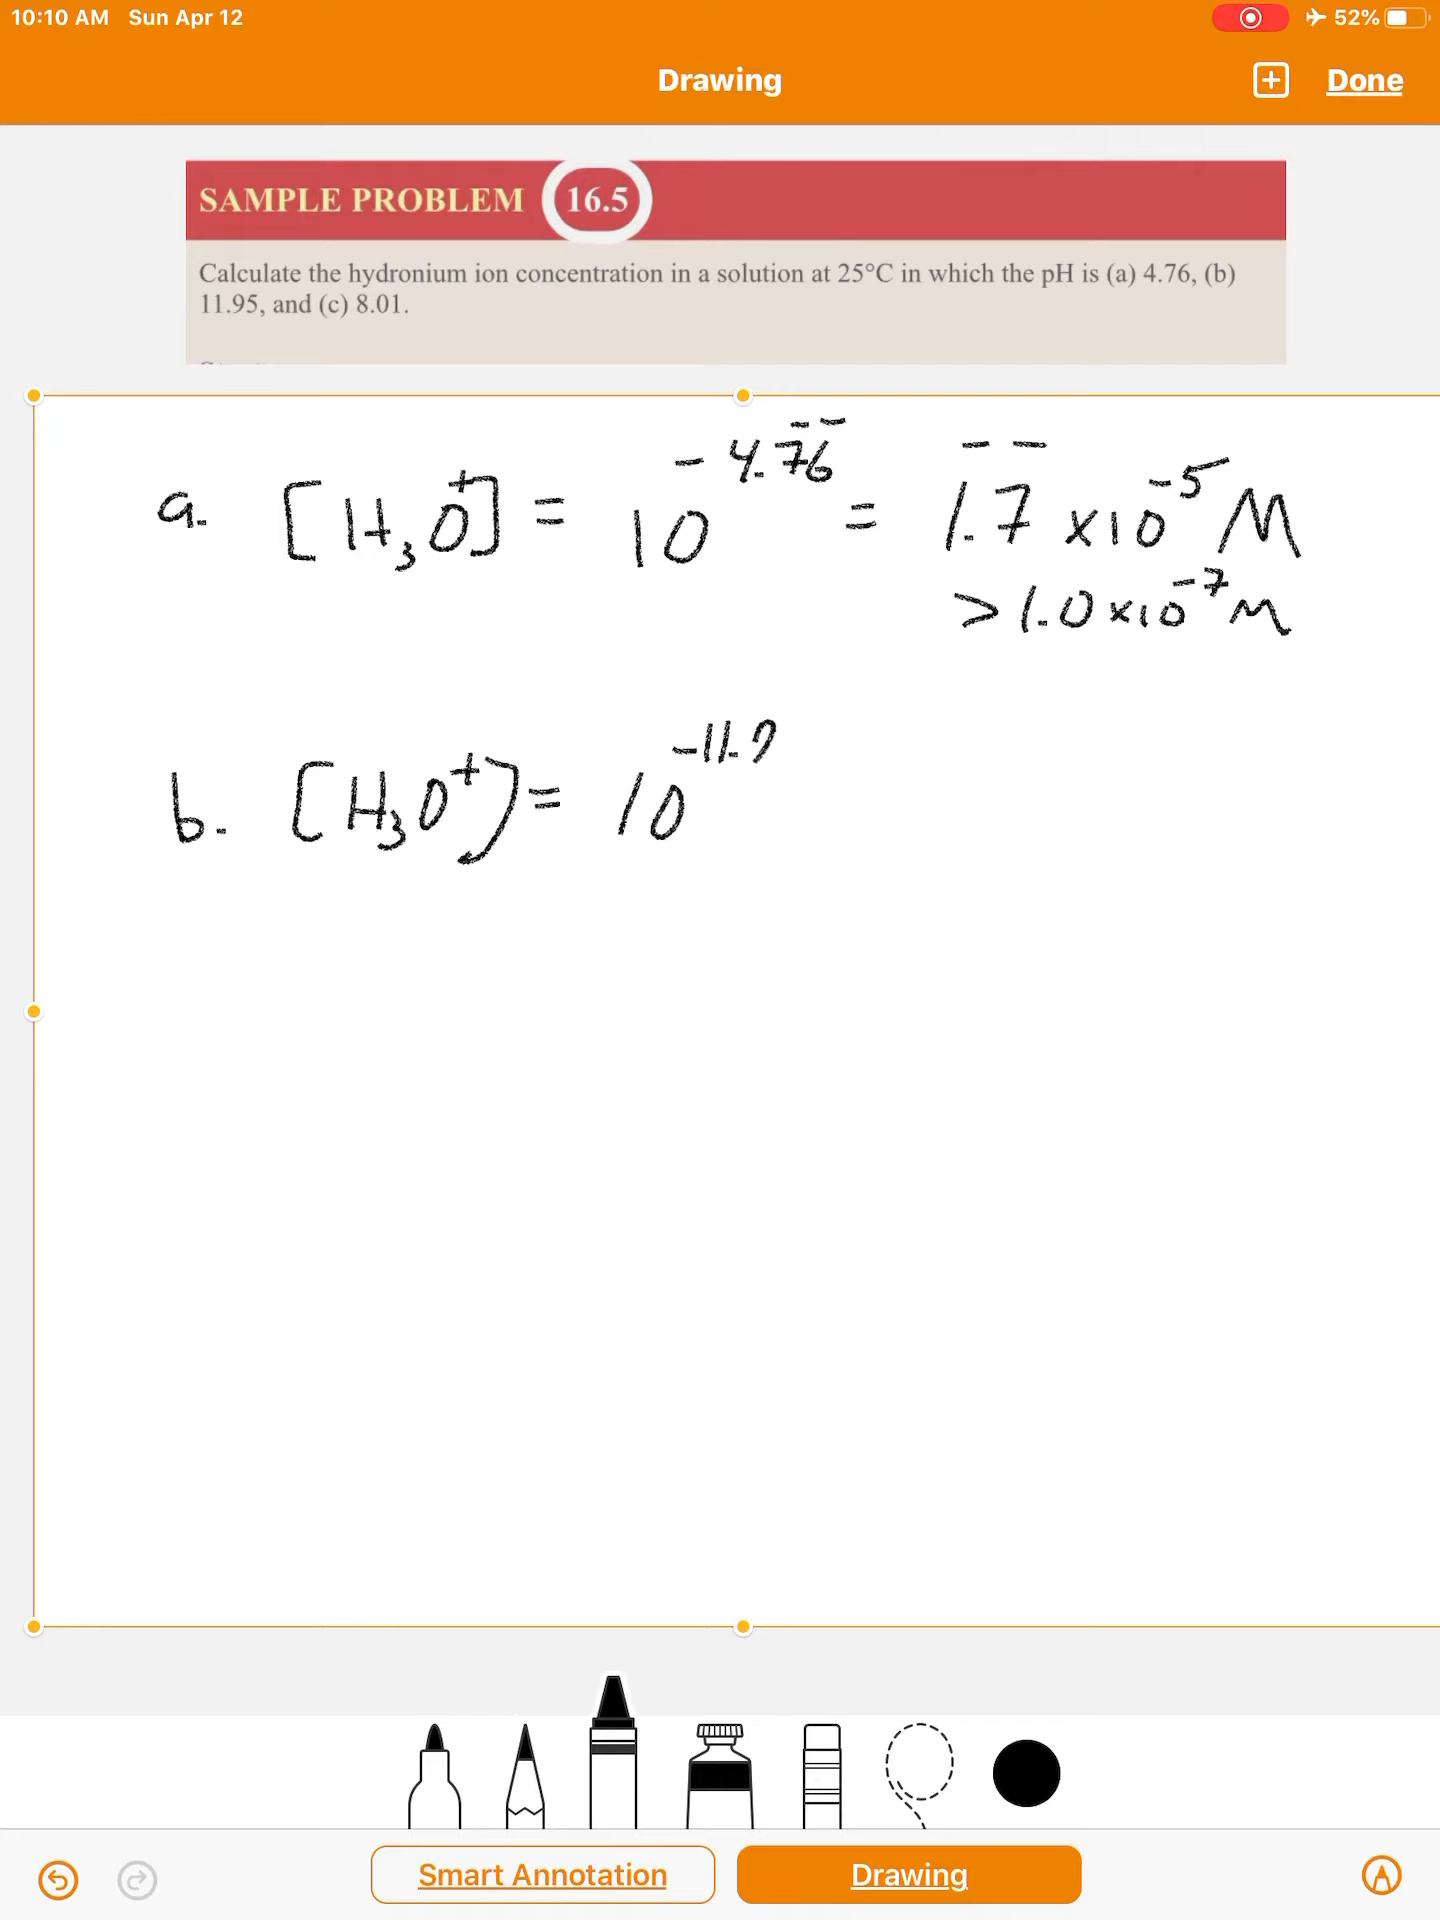 10:10 AM Sun Apr 12
52%
Drawing
Done
SAMPLE PROBLEM 16.5
Calculate the hydronium ion concentration in a solution at 25°C in which the pH is (a) 4.76, (b)
11.95, and (c) 8.01.
a. [H₃O⁺] = 10⁻⁴·⁷⁶ = 1.7 x10⁻⁵ M
> 1.0 x10⁻⁷ M
b. [H₃O⁺] = 10⁻¹¹·
Smart Annotation
Drawing